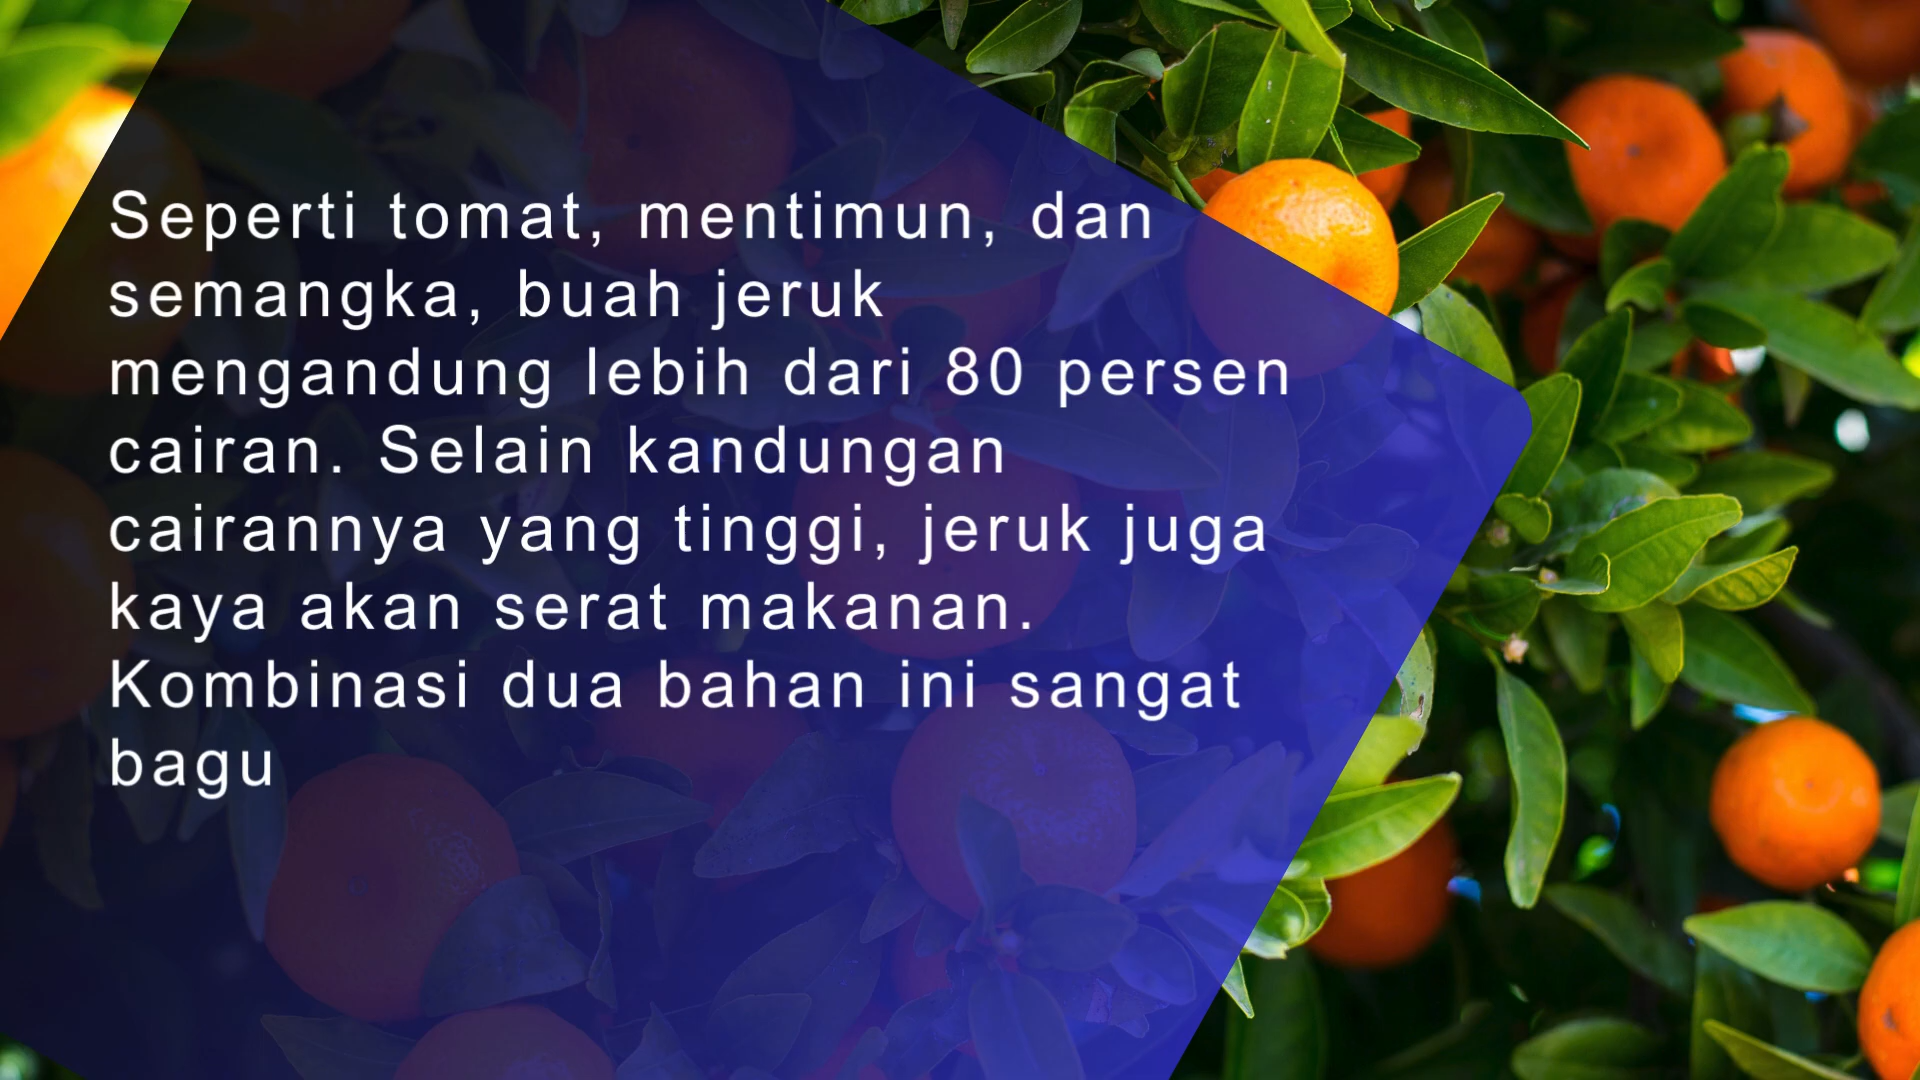 Seperti tomat, mentimun, dan
semangka, buah jeruk
mengandung lebih dari 80 persen
cairan. Selain kandungan
cairannya yang tinggi, jeruk juga
kaya akan serat makanan.
Kombinasi dua bahan ini sangat
bagu